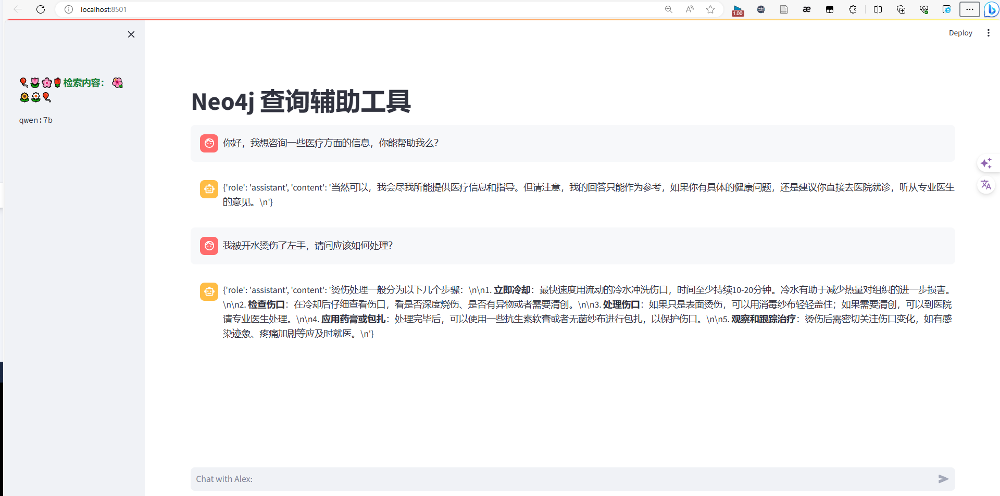 localhost:8501
1.00
Deploy
检索内容：
qwen:7b
Neo4j 查询辅助工具
你好，我想咨询一些医疗方面的信息，你能帮助我么？
{'role': 'assistant', 'content': '当然可以，我会尽我所能提供医疗信息和指导。但请注意，我的回答只能作为参考，如果你有具体的健康问题，还是建议你直接去医院就诊，听从专业医生
的意见。\n'}
我被开水烫伤了左手，请问应该如何处理？
{'role': 'assistant', 'content': '烫伤处理一般分为以下几个步骤：\n\n1. 立即冷却：最快速度用流动的冷水冲洗伤口，时间至少持续10-20分钟。冷水有助于减少热量对组织的进一步损害。
\n\n2. 检查伤口：在冷却后仔细查看伤口，看是否深度烧伤、是否有异物或者需要清创。\n\n3. 处理伤口：如果只是表面烫伤，可以用消毒纱布轻轻盖住；如果需要清创，可以到医院
请专业医生处理。\n\n4. 应用药膏或包扎：处理完毕后，可以使用一些抗生素软膏或者无菌纱布进行包扎，以保护伤口。\n\n5. 观察和跟踪治疗：烫伤后需密切关注伤口变化，如有感
染迹象、疼痛加剧等应及时就医。\n'}
Chat with Alex: